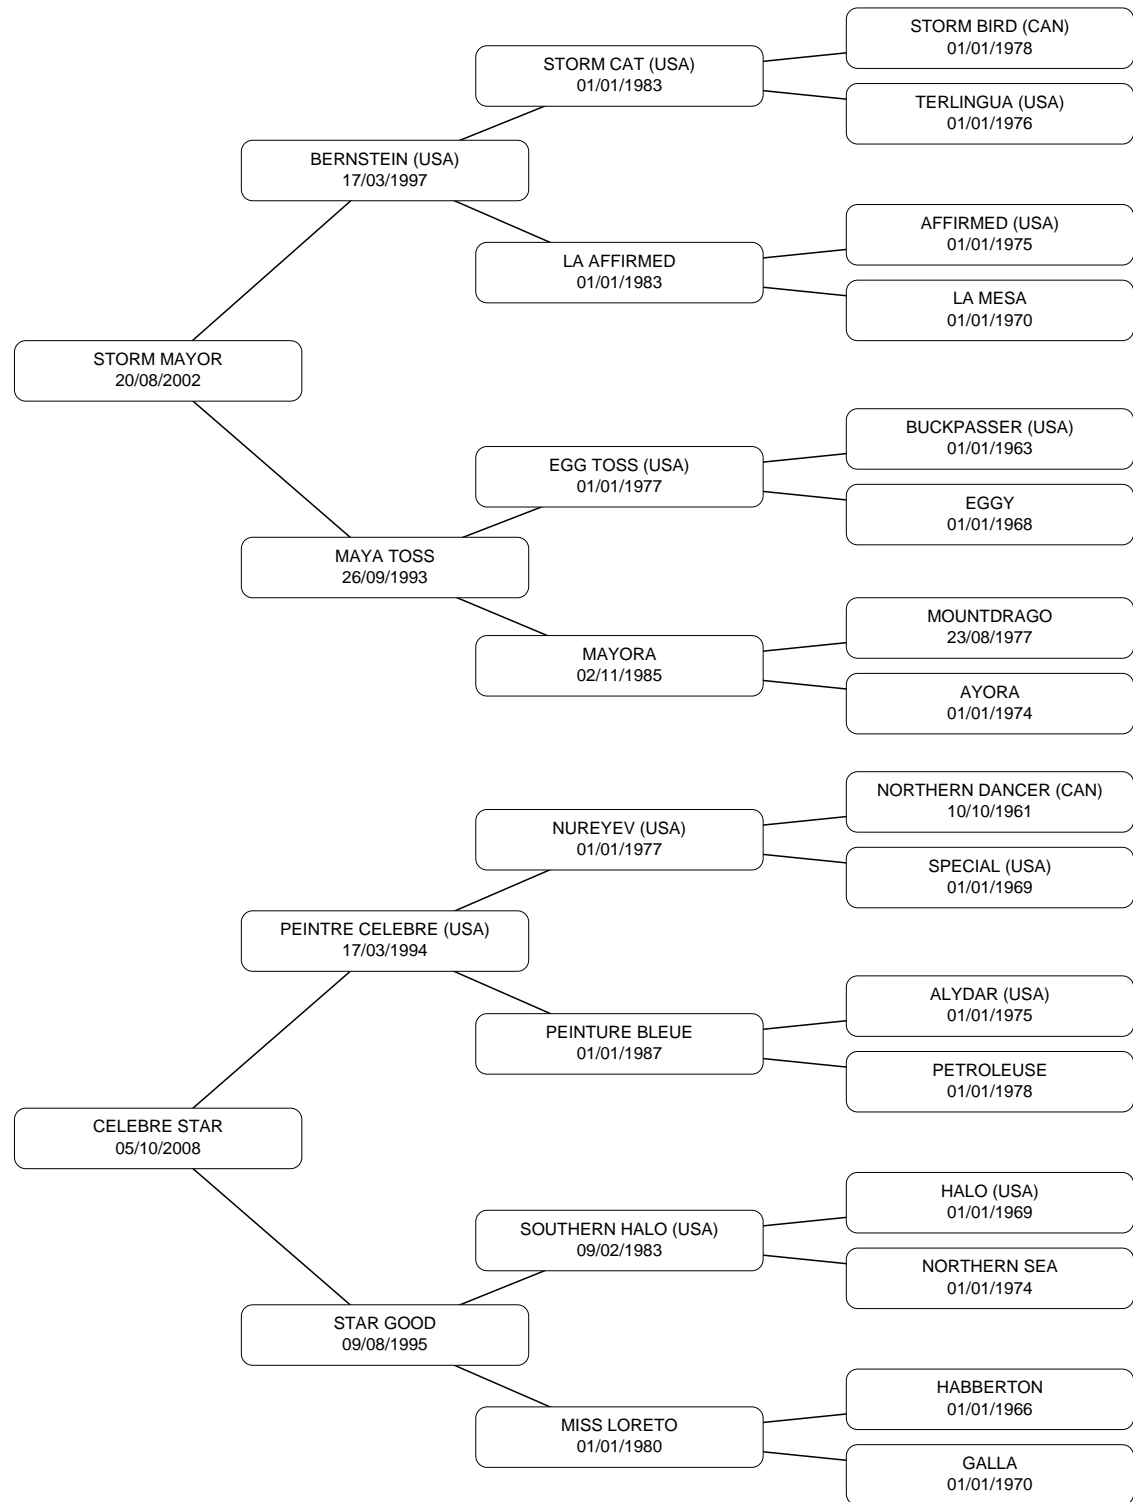 STORM BIRD (CAN)
01/01/1978
STORM CAT (USA)
01/01/1983
TERLINGUA (USA)
01/01/1976
BERNSTEIN (USA)
17/03/1997
AFFIRMED (USA)
01/01/1975
LA AFFIRMED
01/01/1983
LA MESA
01/01/1970
STORM MAYOR
20/08/2002
BUCKPASSER (USA)
01/01/1963
EGG TOSS (USA)
01/01/1977
EGGY
01/01/1968
MAYA TOSS
26/09/1993
MOUNTDRAGO
23/08/1977
MAYORA
02/11/1985
AYORA
01/01/1974
NORTHERN DANCER (CAN)
10/10/1961
NUREYEV (USA)
01/01/1977
SPECIAL (USA)
01/01/1969
PEINTRE CELEBRE (USA)
17/03/1994
ALYDAR (USA)
01/01/1975
PEINTURE BLEUE
01/01/1987
PETROLEUSE
01/01/1978
CELEBRE STAR
05/10/2008
HALO (USA)
01/01/1969
SOUTHERN HALO (USA)
09/02/1983
NORTHERN SEA
01/01/1974
STAR GOOD
09/08/1995
HABBERTON
01/01/1966
MISS LORETO
01/01/1980
GALLA
01/01/1970